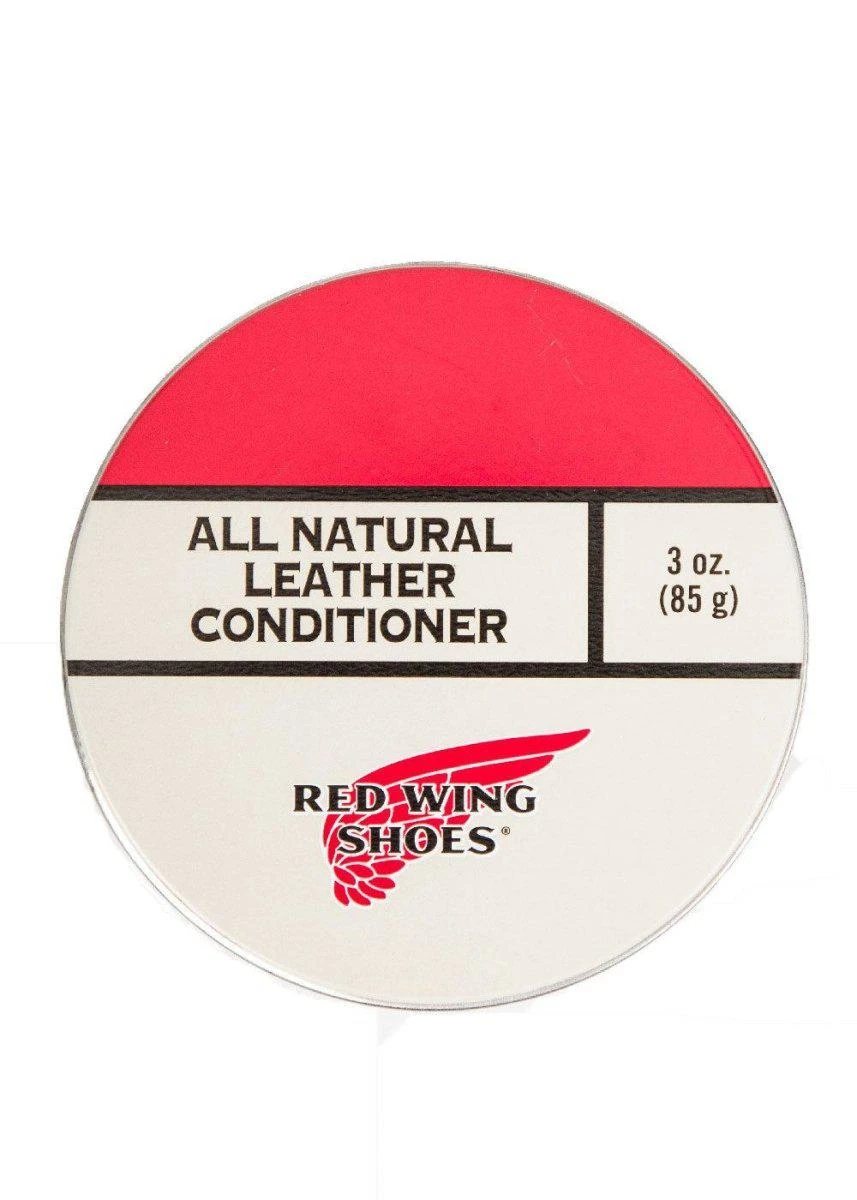 ALL NATURAL
LEATHER
CONDITIONER
3 oz.
(85 g)
RED WING
SHOES®